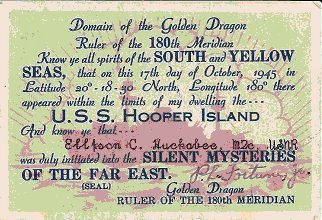 Domain of the Golden Dragon
Ruler of the 180th Meridian
Know ye all spirits of the SOUTH and YELLOW
SEAS, that on this 17th day of October, 1945 in
Latitude 20°-18-30 North, Longitude 180° there
appeared within the limits of my dwelling the---
U.S.S. HOOPER ISLAND
And know ye that---
Ellison C. Huckabee, M2c USNR
was duly initiated into the SILENT MYSTERIES
OF THE FAR EAST.
(SEAL) Golden Dragon
RULER OF THE 180th MERIDIAN